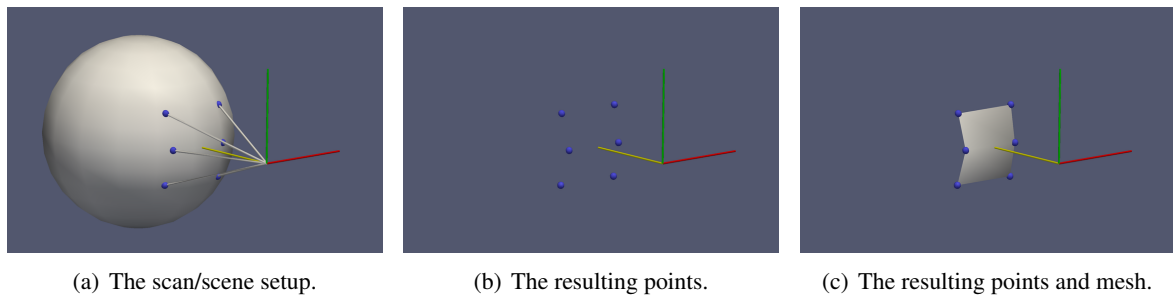 (a) The scan/scene setup.
(b) The resulting points.
(c) The resulting points and mesh.